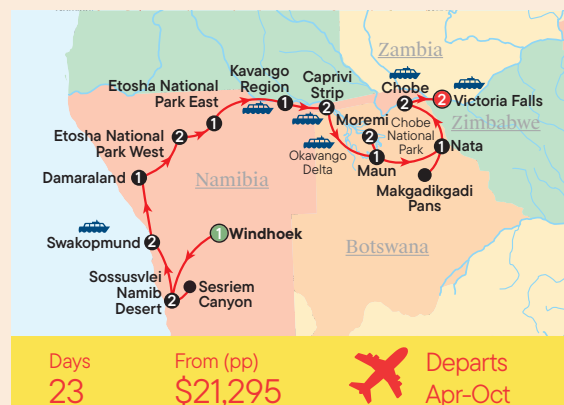 Zambia
Kavango
Region
Caprivi
Strip
Chobe
Etosha National
Park East
1
2
2
2
Victoria Falls
Moremi
Chobe
National
Park
Zimbabwe
1
Etosha National
Park West
2
2
Okavango
Delta
1
Maun
1
Nata
Damaraland
1
Namibia
Makgadikgadi
Pans
Swakopmund
2
1
Windhoek
Botswana
Sossusvlei
Namib
Desert
2
Sesriem
Canyon
Days
23
From (pp)
$21,295
Departs
Apr-Oct